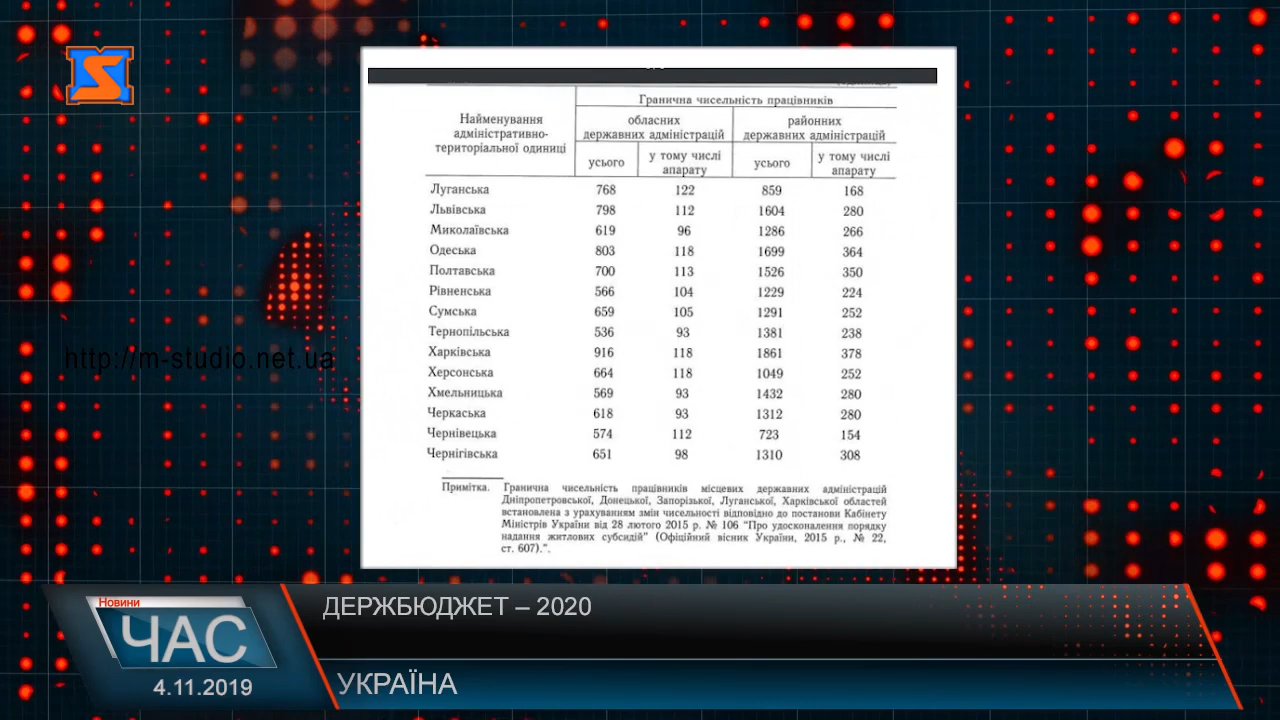 Гранична чисельність працівників
Найменування
адміністративно-
територіальної одиниці
обласних
державних адміністрацій
районних
державних адміністрацій
усього
у тому числі
апарату
усього
у тому числі
апарату
Луганська 768 122 859 168
Львівська 798 112 1604 280
Миколаївська 619 96 1286 266
Одеська 803 118 1699 364
Полтавська 700 113 1526 350
Рівненська 566 104 1229 224
Сумська 659 105 1291 252
Тернопільська 536 93 1381 238
Харківська 916 118 1861 378
Херсонська 664 118 1049 252
Хмельницька 569 93 1432 280
Черкаська 618 93 1312 280
Чернівецька 574 112 723 154
Чернігівська 651 98 1310 308
Примітка. Гранична чисельність працівників місцевих державних адміністрацій
Дніпропетровської, Донецької, Запорізької, Луганської, Харківської областей
встановлена з урахуванням змін чисельності відповідно до постанови Кабінету
Міністрів України від 28 лютого 2015 р. № 106 “Про удосконалення порядку
надання житлових субсидій” (Офіційний вісник України, 2015 р., № 22,
ст. 607).”.
http://m-studio.net.ua
Новини
ЧАС
4.11.2019
ДЕРЖБЮДЖЕТ – 2020
УКРАЇНА